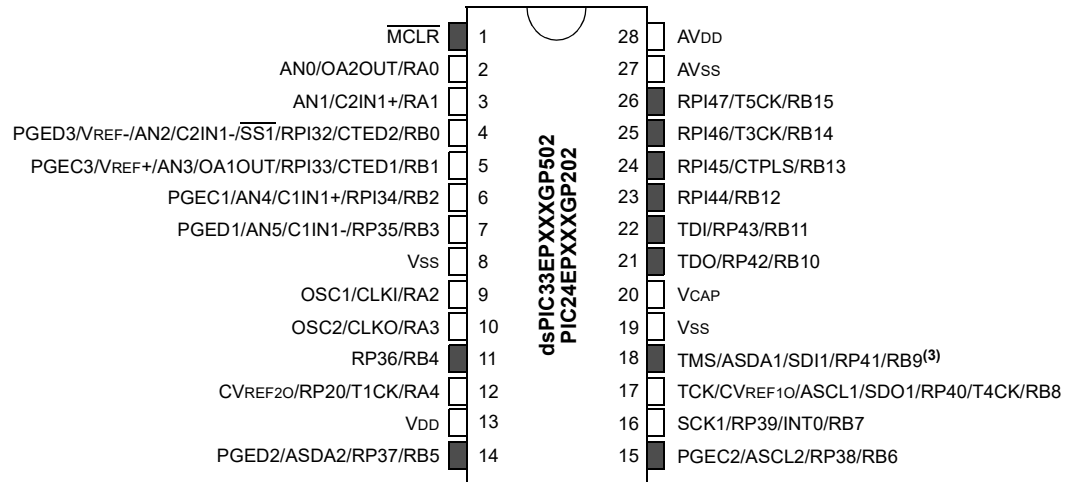 MCLR 1 28 AVDD
AN0/OA2OUT/RA0 2 27 AVSS
AN1/C2IN1+/RA1 3 26 RPI47/T5CK/RB15
PGED3/VREF-/AN2/C2IN1-/SS1/RPI32/CTED2/RB0 4 25 RPI46/T3CK/RB14
PGEC3/VREF+/AN3/OA1OUT/RPI33/CTED1/RB1 5 24 RPI45/CTPLS/RB13
PGEC1/AN4/C1IN1+/RPI34/RB2 6 23 RPI44/RB12
PGED1/AN5/C1IN1-/RP35/RB3 7 22 TDI/RP43/RB11
VSS 8 21 TDO/RP42/RB10
OSC1/CLKI/RA2 9 20 VCAP
OSC2/CLKO/RA3 10 19 VSS
RP36/RB4 11 18 TMS/ASDA1/SDI1/RP41/RB9(3)
CVREF2O/RP20/T1CK/RA4 12 17 TCK/CVREF1O/ASCL1/SDO1/RP40/T4CK/RB8
VDD 13 16 SCK1/RP39/INT0/RB7
PGED2/ASDA2/RP37/RB5 14 15 PGEC2/ASCL2/RP38/RB6
dsPIC33EPXXXGP502
PIC24EPXXXGP202